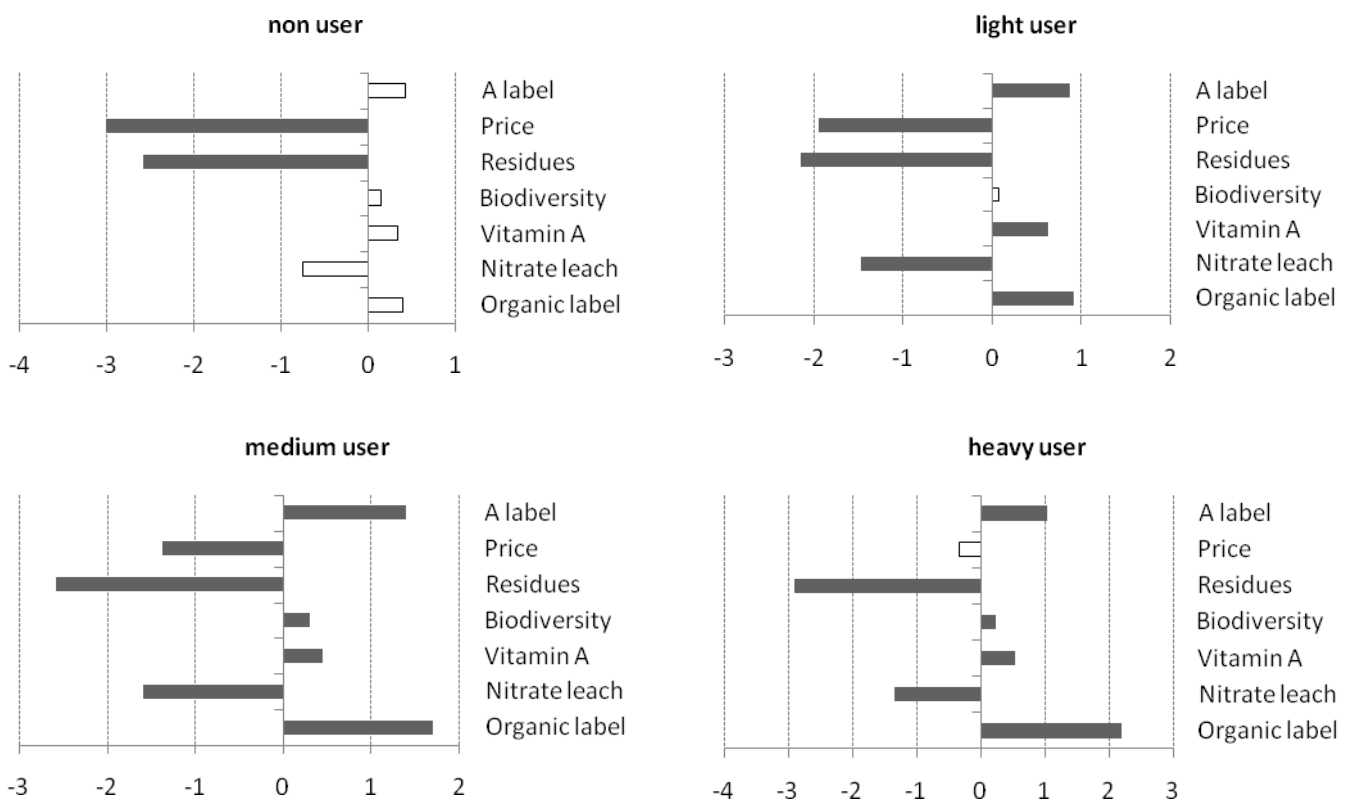 non user
A label
Price
Residues
Biodiversity
Vitamin A
Nitrate leach
Organic label
-4 -3 -2 -1 0 1
light user
A label
Price
Residues
Biodiversity
Vitamin A
Nitrate leach
Organic label
-3 -2 -1 0 1 2
medium user
A label
Price
Residues
Biodiversity
Vitamin A
Nitrate leach
Organic label
-3 -2 -1 0 1 2
heavy user
A label
Price
Residues
Biodiversity
Vitamin A
Nitrate leach
Organic label
-4 -3 -2 -1 0 1 2 3